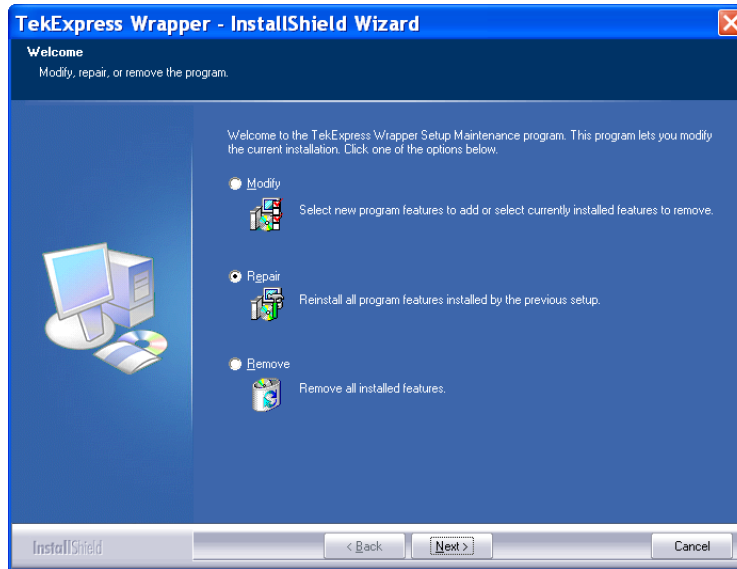 TekExpress Wrapper - InstallShield Wizard
Welcome
Modify, repair, or remove the program.
Welcome to the TekExpress Wrapper Setup Maintenance program. This program lets you modify
the current installation. Click one of the options below.
Modify
Select new program features to add or select currently installed features to remove.
Repair
Reinstall all program features installed by the previous setup.
Remove
Remove all installed features.
InstallShield
< Back
Next >
Cancel